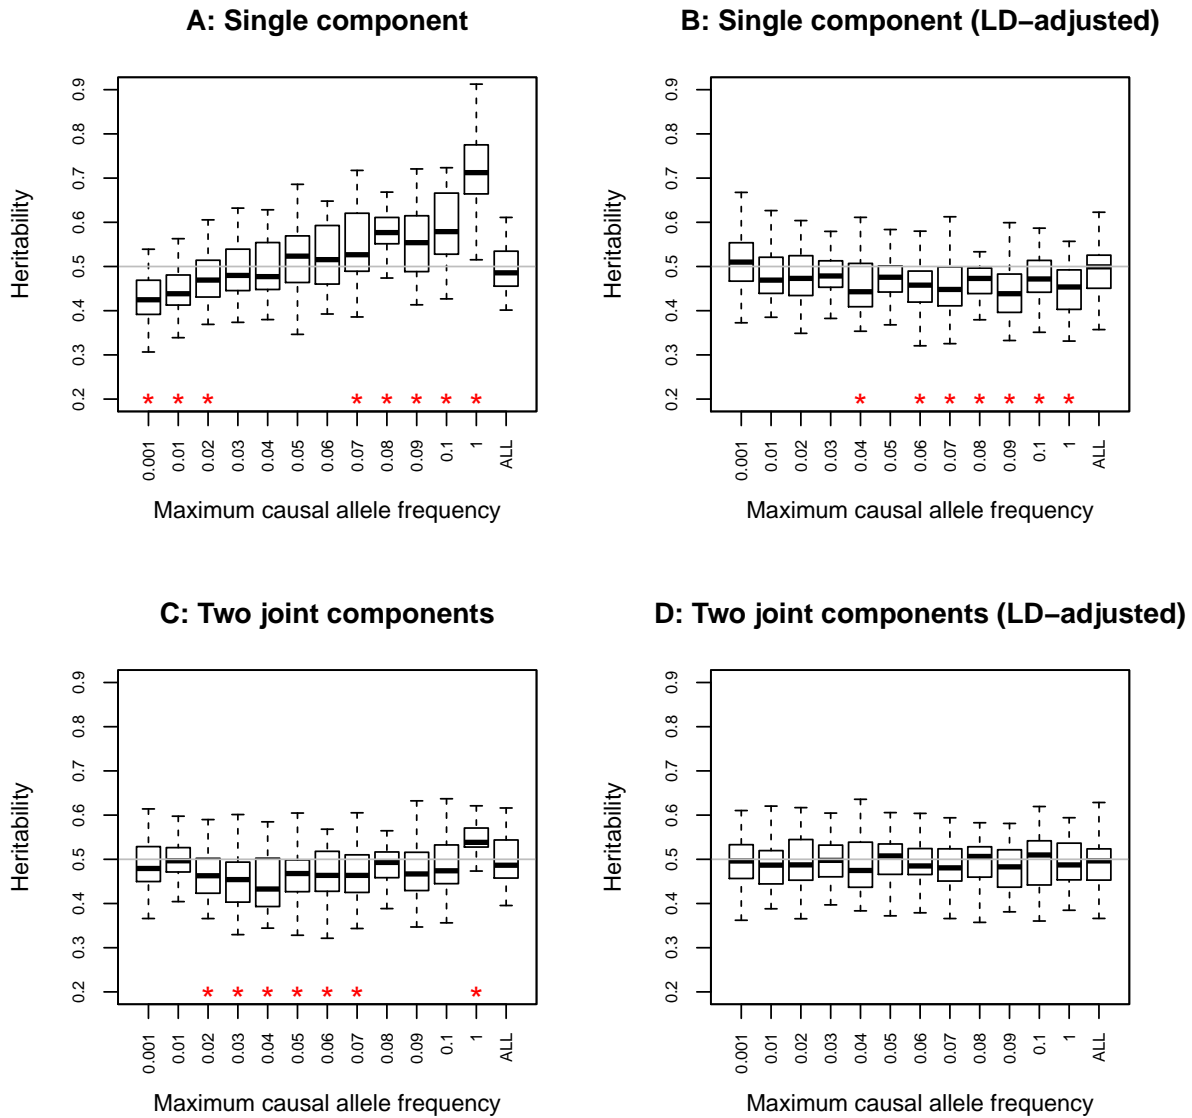 A: Single component
Heritability
0.9
0.8
0.7
0.6
0.5
0.4
0.3
0.2
* * * * * * * *
0.001 0.01 0.02 0.03 0.04 0.05 0.06 0.07 0.08 0.09 0.1 1 ALL
Maximum causal allele frequency
B: Single component (LD−adjusted)
Heritability
0.9
0.8
0.7
0.6
0.5
0.4
0.3
0.2
* * * * * * *
0.001 0.01 0.02 0.03 0.04 0.05 0.06 0.07 0.08 0.09 0.1 1 ALL
Maximum causal allele frequency
C: Two joint components
Heritability
0.9
0.8
0.7
0.6
0.5
0.4
0.3
0.2
* * * * * * *
0.001 0.01 0.02 0.03 0.04 0.05 0.06 0.07 0.08 0.09 0.1 1 ALL
Maximum causal allele frequency
D: Two joint components (LD−adjusted)
Heritability
0.9
0.8
0.7
0.6
0.5
0.4
0.3
0.2
0.001 0.01 0.02 0.03 0.04 0.05 0.06 0.07 0.08 0.09 0.1 1 ALL
Maximum causal allele frequency